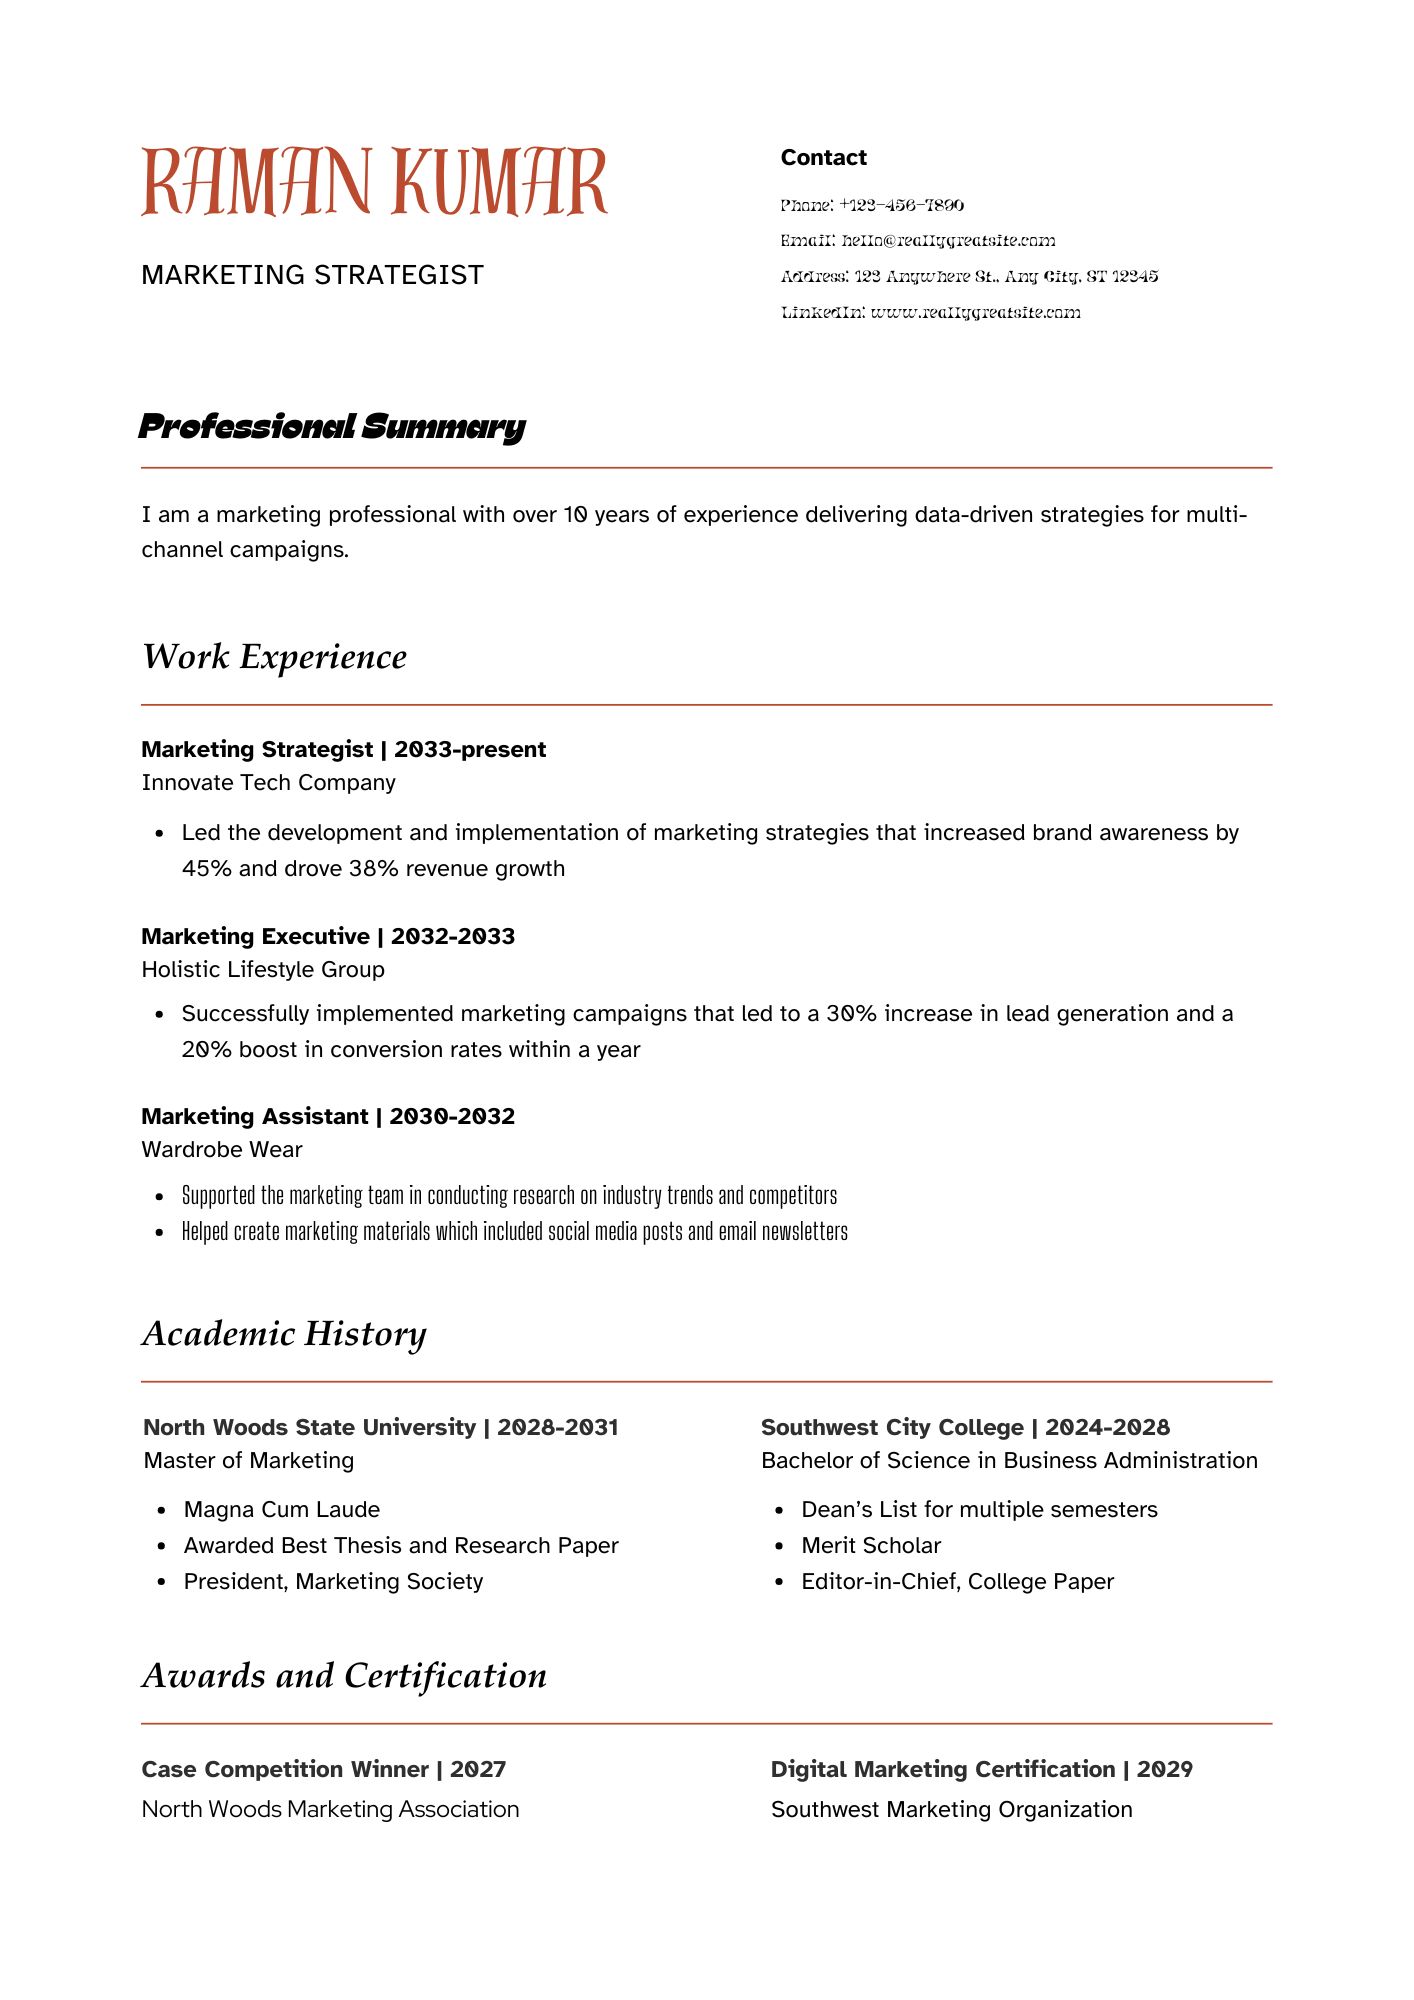 RAMAN KUMAR
MARKETING STRATEGIST
Contact
Phone: +123-456-7890
Email: hello@reallygreatsite.com
Address: 123 Anywhere St., Any City, ST 12345
LinkedIn: www.reallygreatsite.com
Professional Summary
I am a marketing professional with over 10 years of experience delivering data-driven strategies for multi-
channel campaigns.
Work Experience
Marketing Strategist | 2033-present
Innovate Tech Company
• Led the development and implementation of marketing strategies that increased brand awareness by
45% and drove 38% revenue growth
Marketing Executive | 2032-2033
Holistic Lifestyle Group
• Successfully implemented marketing campaigns that led to a 30% increase in lead generation and a
20% boost in conversion rates within a year
Marketing Assistant | 2030-2032
Wardrobe Wear
• Supported the marketing team in conducting research on industry trends and competitors
• Helped create marketing materials which included social media posts and email newsletters
Academic History
North Woods State University | 2028-2031
Master of Marketing
• Magna Cum Laude
• Awarded Best Thesis and Research Paper
• President, Marketing Society
Southwest City College | 2024-2028
Bachelor of Science in Business Administration
• Dean’s List for multiple semesters
• Merit Scholar
• Editor-in-Chief, College Paper
Awards and Certification
Case Competition Winner | 2027
North Woods Marketing Association
Digital Marketing Certification | 2029
Southwest Marketing Organization